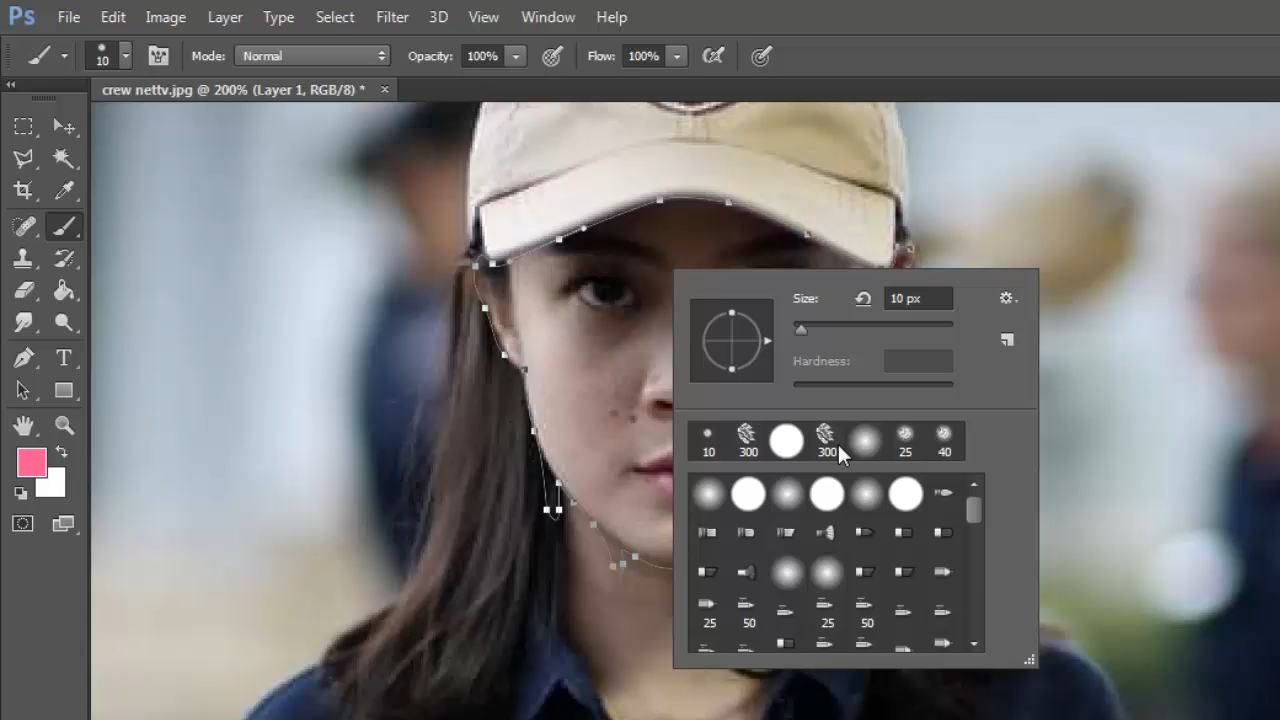 Ps File Edit Image Layer Type Select Filter 3D View Window Help
10 Mode: Normal Opacity: 100% Flow: 100%
crew nettv.jpg @ 200% (Layer 1, RGB/8) * ×
Size: 10 px
Hardness:
10 300 300 25 40
25 50 25 50
T